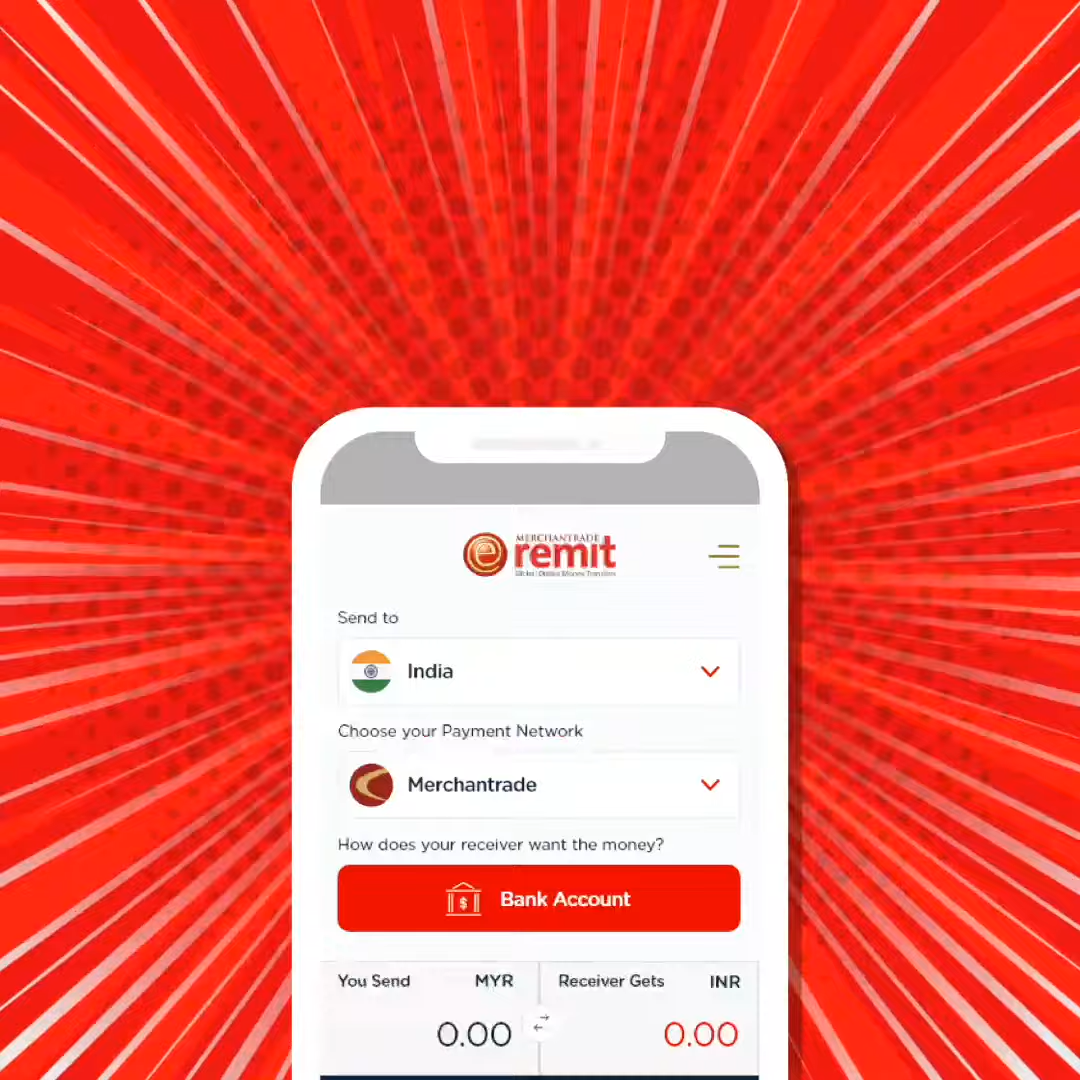 MERCHANTRADE
remit
Send to
India
Choose your Payment Network
Merchantrade
How does your receiver want the money?
$ Bank Account
You Send MYR Receiver Gets INR
0.00 0.00